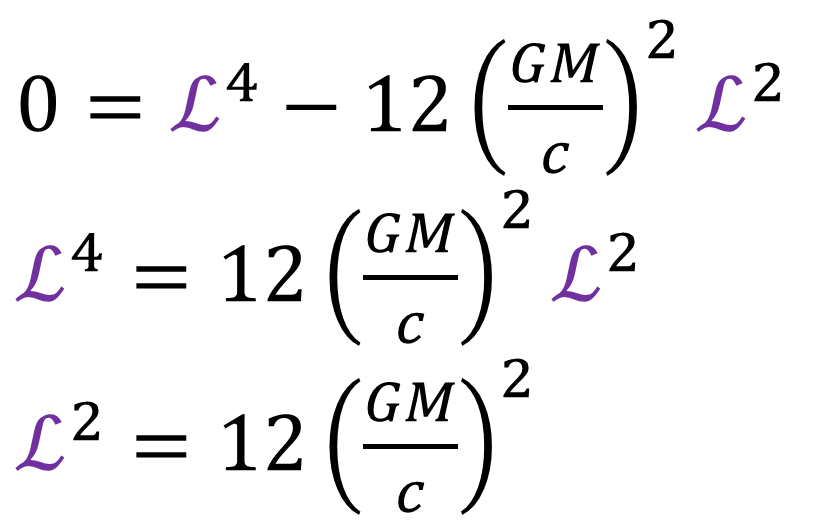 0 = ℒ⁴ − 12 (GM/c)² ℒ²
ℒ⁴ = 12 (GM/c)² ℒ²
ℒ² = 12 (GM/c)²